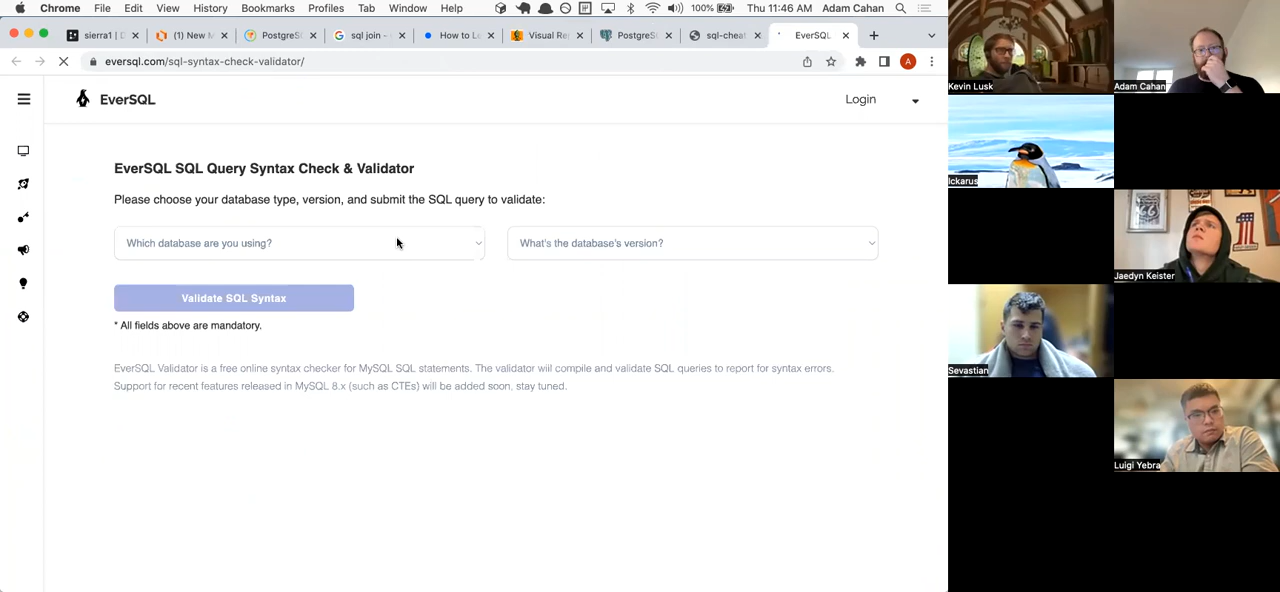 Chrome File Edit View History Bookmarks Profiles Tab Window Help 100% Thu 11:46 AM Adam Cahan
sierra1 | D (1) New M PostgreS sql join - How to Le Visual Re PostgreS sql-cheat EverSQL
eversql.com/sql-syntax-check-validator/
A
EverSQL
Login
EverSQL SQL Query Syntax Check & Validator
Please choose your database type, version, and submit the SQL query to validate:
Which database are you using?
What's the database's version?
Validate SQL Syntax
* All fields above are mandatory.
EverSQL Validator is a free online syntax checker for MySQL SQL statements. The validator will compile and validate SQL queries to report for syntax errors.
Support for recent features released in MySQL 8.x (such as CTEs) will be added soon, stay tuned.
Kevin Lusk
Adam Cahan
Ickarus
Jaedyn Keister
Sevastian
Luigi Yebra